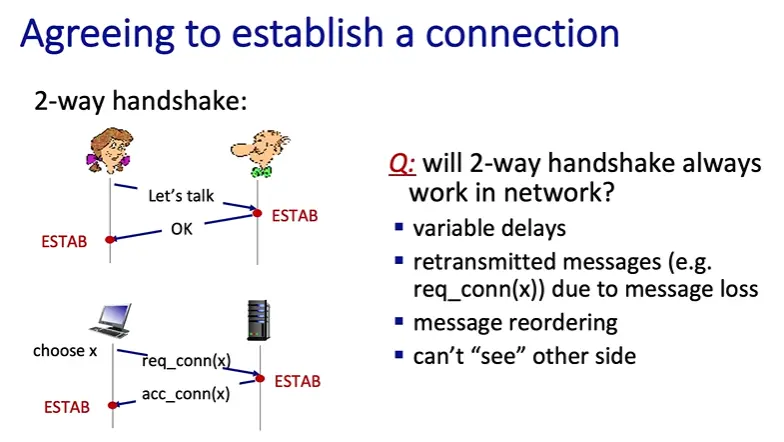 Agreeing to establish a connection
2-way handshake:
Let's talk
ESTAB
OK
ESTAB
choose x
req_conn(x)
ESTAB
acc_conn(x)
ESTAB
Q: will 2-way handshake always
work in network?
▪ variable delays
▪ retransmitted messages (e.g.
req_conn(x)) due to message loss
▪ message reordering
▪ can't “see” other side